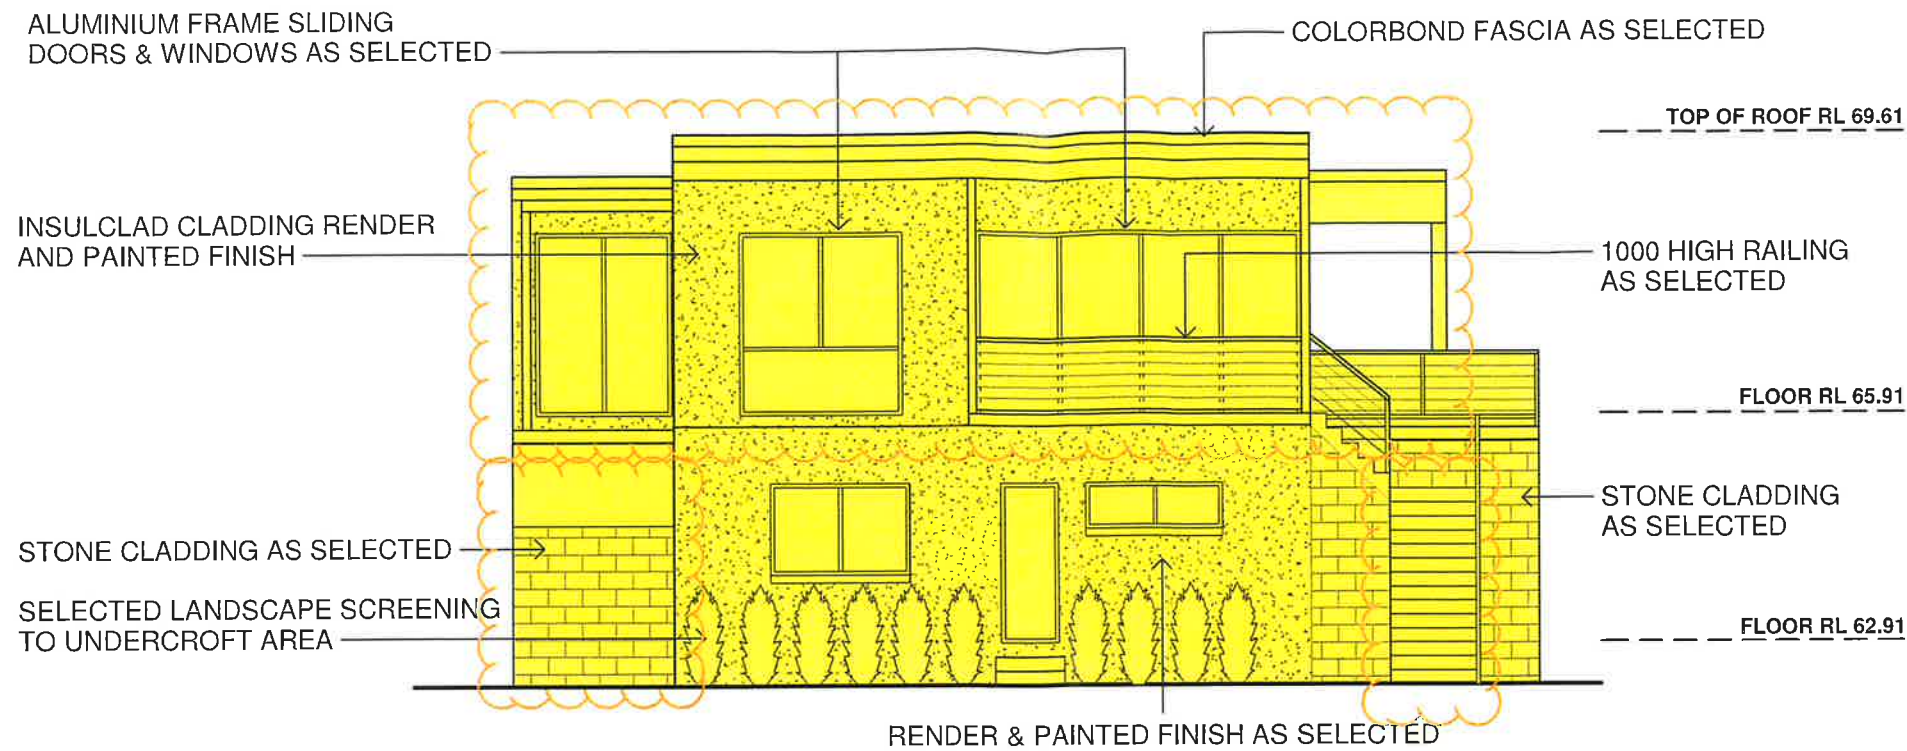 ALUMINIUM FRAME SLIDING
DOORS & WINDOWS AS SELECTED
COLORBOND FASCIA AS SELECTED
TOP OF ROOF RL 69.61
INSULCLAD CLADDING RENDER
AND PAINTED FINISH
1000 HIGH RAILING
AS SELECTED
FLOOR RL 65.91
STONE CLADDING
AS SELECTED
STONE CLADDING AS SELECTED
SELECTED LANDSCAPE SCREENING
TO UNDERCROFT AREA
FLOOR RL 62.91
RENDER & PAINTED FINISH AS SELECTED